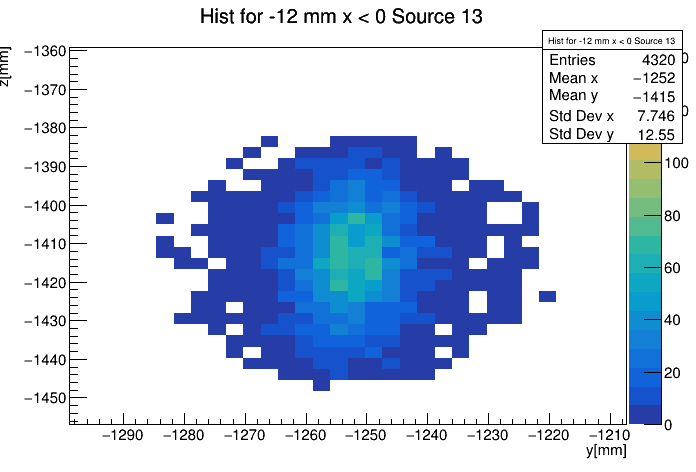 Hist for -12 mm x < 0 Source 13
Hist for -12 mm x < 0 Source 13
Entries 4320
Mean x −1252
Mean y −1415
Std Dev x 7.746
Std Dev y 12.55
z[mm]
−1360
−1370
−1380
−1390
−1400
−1410
−1420
−1430
−1440
−1450
−1290 −1280 −1270 −1260 −1250 −1240 −1230 −1220 −1210
y[mm]
100
80
60
40
20
0